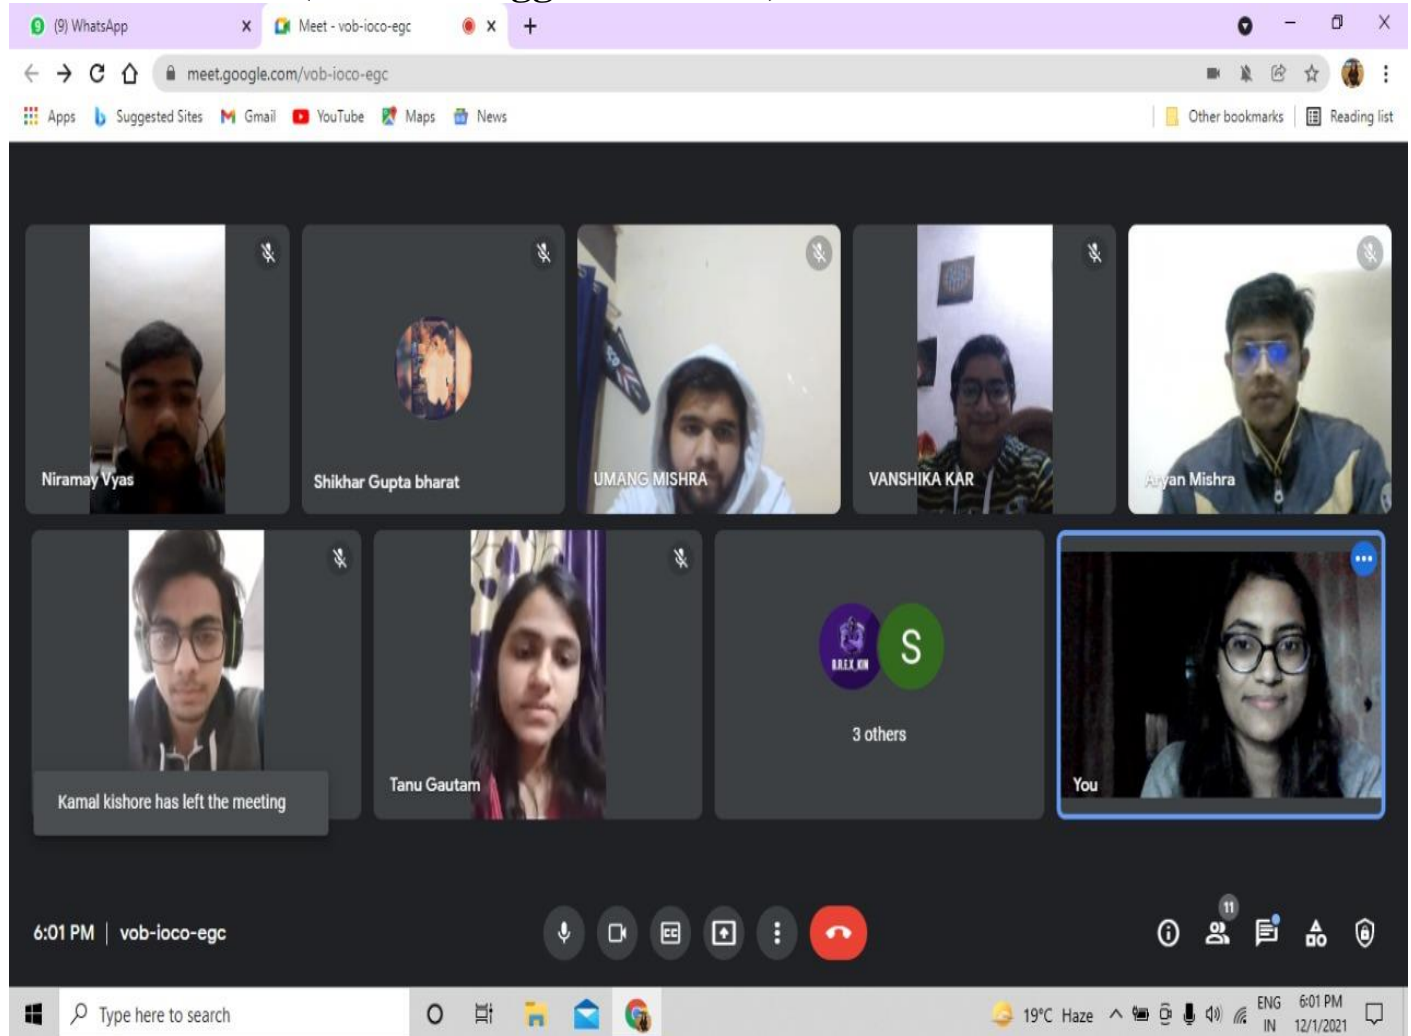 (9) WhatsApp
Meet - vob-ioco-egc
meet.google.com/vob-ioco-egc
Apps Suggested Sites Gmail YouTube Maps News Other bookmarks Reading list
Niramay Vyas
Shikhar Gupta bharat
UMANG MISHRA
VANSHIKA KAR
Aryan Mishra
S
3 others
Tanu Gautam
You
Kamal kishore has left the meeting
6:01 PM | vob-ioco-egc
11
Type here to search
19°C Haze
ENG
IN
6:01 PM
12/1/2021